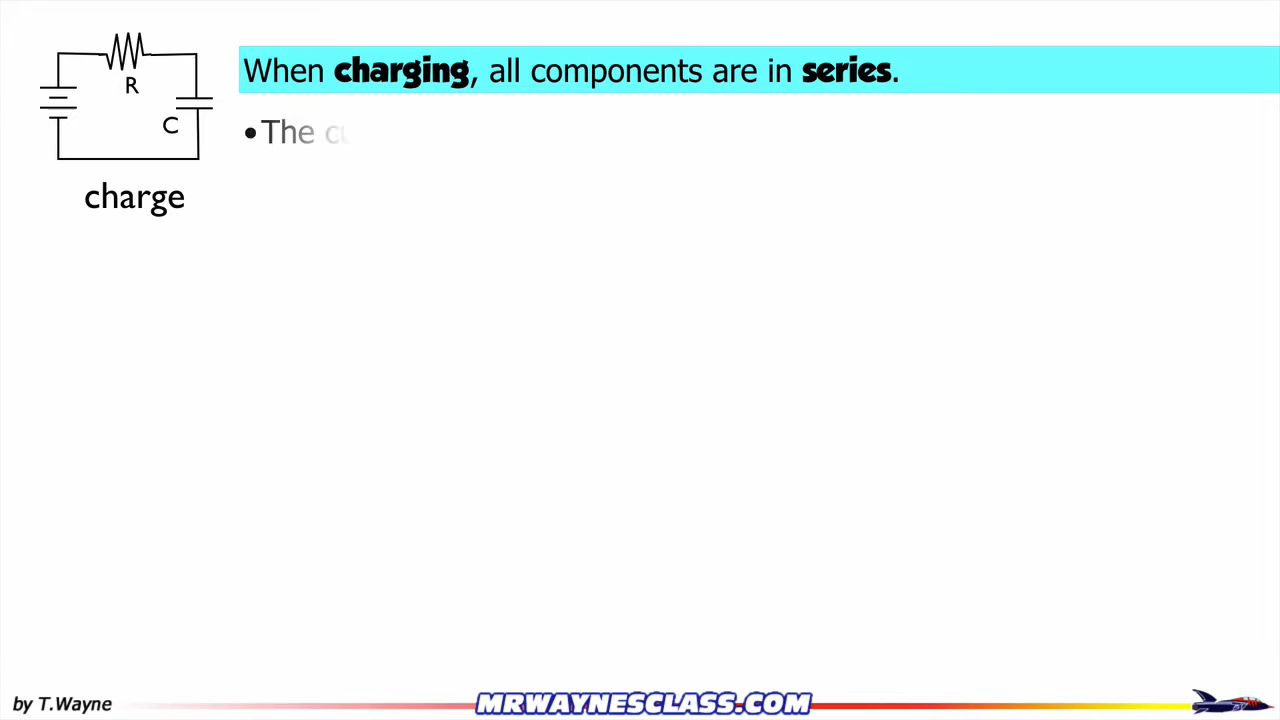 R
When charging, all components are in series.
C
•The
charge
by T.Wayne
MRWAYNESCLASS.COM